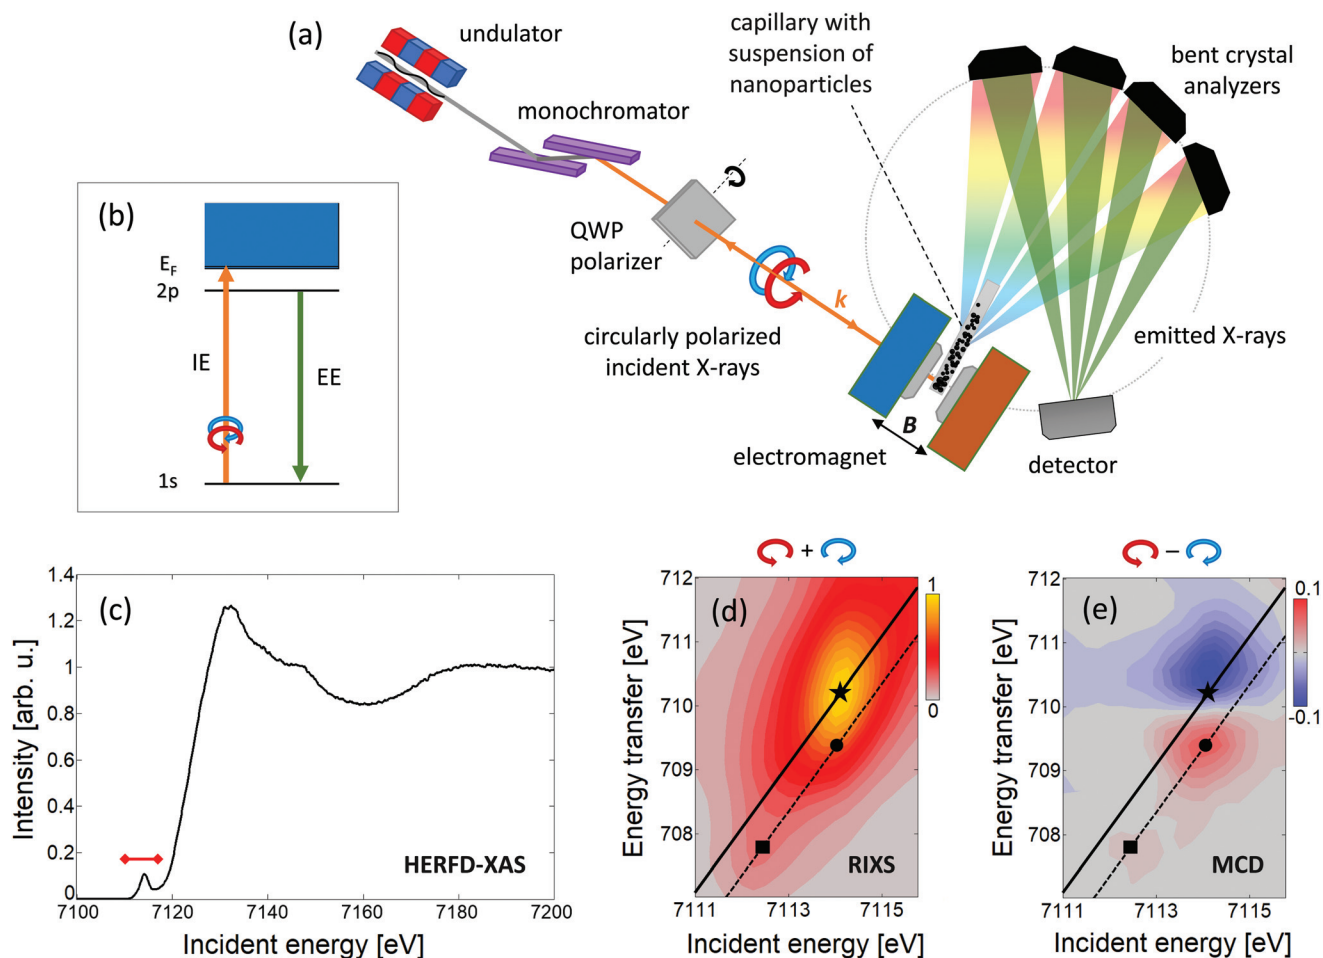 (a)
undulator
monochromator
QWP
polarizer
capillary with
suspension of
nanoparticles
bent crystal
analyzers
k
circularly polarized
incident X-rays
emitted X-rays
B
electromagnet
detector
(b)
E_F
2p
IE
EE
1s
(c)
1.4
1.2
1
0.8
0.6
0.4
0.2
0
7100
7120
7140
7160
7180
7200
Intensity [arb. u.]
Incident energy [eV]
HERFD-XAS
+
(d)
1
0
712
711
710
709
708
7111
7113
7115
Energy transfer [eV]
Incident energy [eV]
RIXS
−
(e)
0.1
-0.1
712
711
710
709
708
7111
7113
7115
Energy transfer [eV]
Incident energy [eV]
MCD